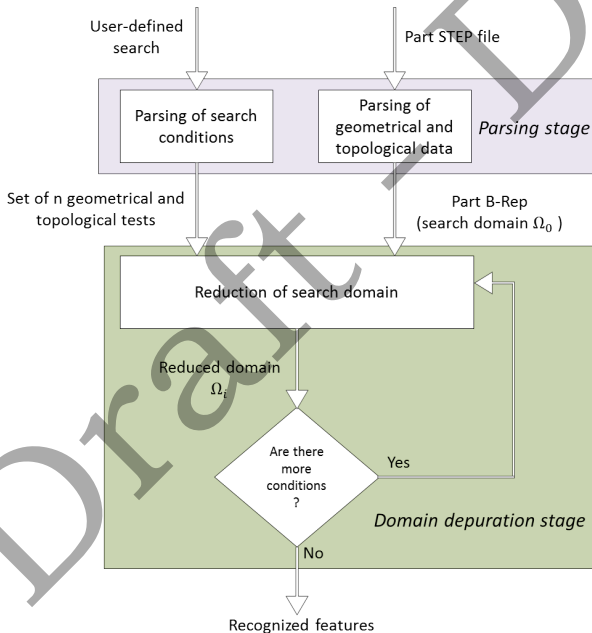 User-defined
search
Part STEP file
Parsing of search
conditions
Parsing of
geometrical and
topological data
Parsing stage
Set of n geometrical and
topological tests
Part B-Rep
(search domain Ω₀ )
Reduction of search domain
Reduced domain
Ωᵢ
Are there
more
conditions
?
Yes
Domain depuration stage
No
Recognized features
Draft - D